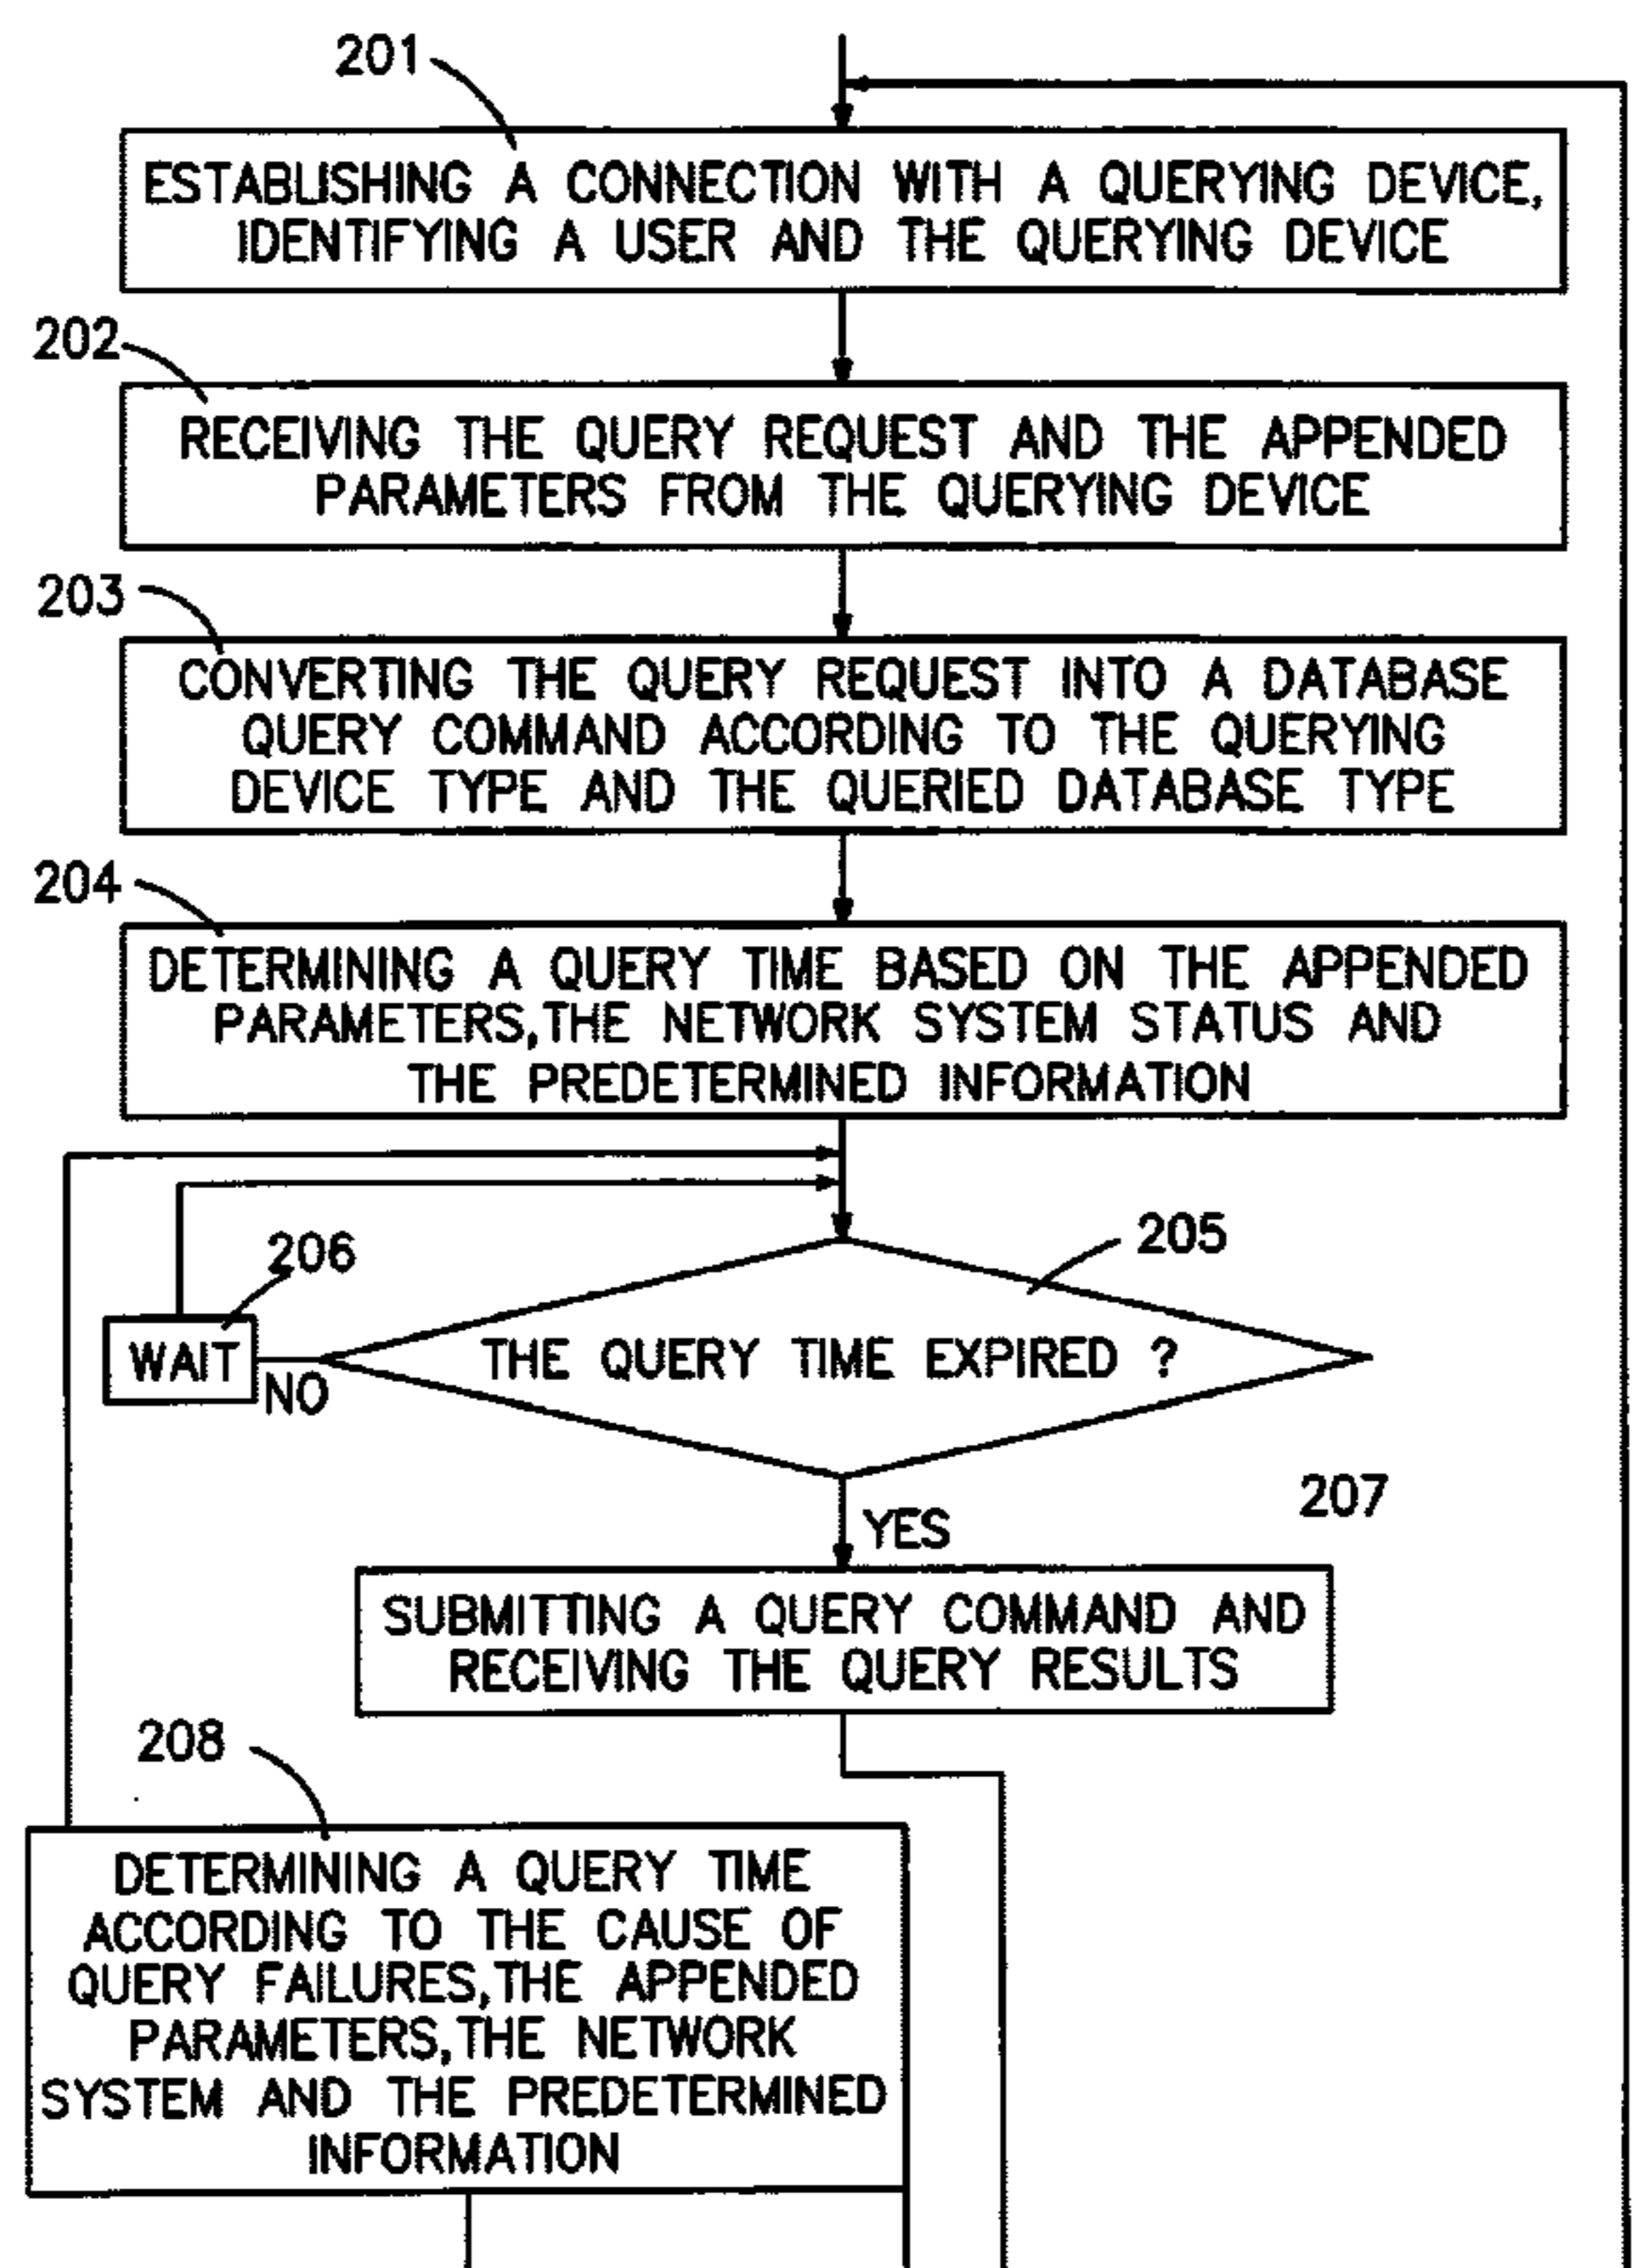 201
ESTABLISHING A CONNECTION WITH A QUERYING DEVICE,
IDENTIFYING A USER AND THE QUERYING DEVICE
202
RECEIVING THE QUERY REQUEST AND THE APPENDED
PARAMETERS FROM THE QUERYING DEVICE
203
CONVERTING THE QUERY REQUEST INTO A DATABASE
QUERY COMMAND ACCORDING TO THE QUERYING
DEVICE TYPE AND THE QUERIED DATABASE TYPE
204
DETERMINING A QUERY TIME BASED ON THE APPENDED
PARAMETERS,THE NETWORK SYSTEM STATUS AND
THE PREDETERMINED INFORMATION
205
206
THE QUERY TIME EXPIRED ?
WAIT
NO
207
YES
SUBMITTING A QUERY COMMAND AND
RECEIVING THE QUERY RESULTS
208
DETERMINING A QUERY TIME
ACCORDING TO THE CAUSE OF
QUERY FAILURES,THE APPENDED
PARAMETERS,THE NETWORK
SYSTEM AND THE PREDETERMINED
INFORMATION